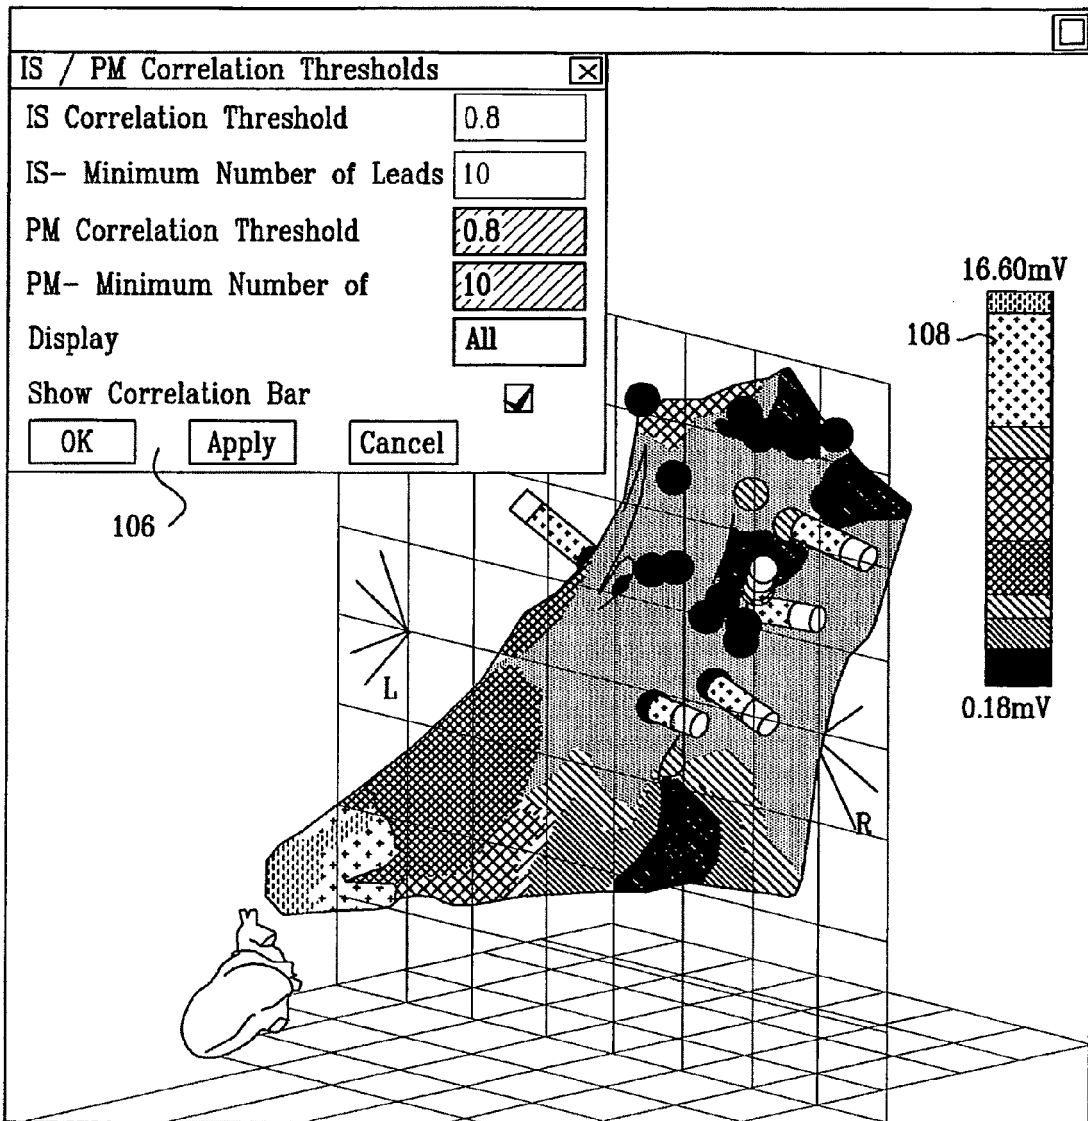 IS / PM Correlation Thresholds
IS Correlation Threshold 0.8
IS- Minimum Number of Leads 10
PM Correlation Threshold 0.8
PM- Minimum Number of 10
Display All
Show Correlation Bar
OK Apply Cancel
106
16.60mV
108
0.18mV
L
R